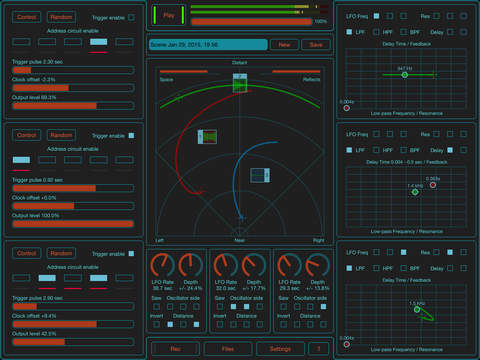 Control Random Trigger enable
Address circuit enable
Trigger pulse 2.30 sec
Clock offset -2.2%
Output level 69.3%
Control Random Trigger enable
Address circuit enable
Trigger pulse 0.92 sec
Clock offset +0.0%
Output level 100.0%
Control Random Trigger enable
Address circuit enable
Trigger pulse 2.90 sec
Clock offset +9.4%
Output level 42.5%
Play
100%
Scene Jan 29, 2015, 19 56 New Save
Distant
Space Reflects
Left Near Right
LFO Rate Depth
38.7 sec +/- 24.4%
Saw Oscillator side
Invert Distance
LFO Rate Depth
32.0 sec +/- 17.7%
Saw Oscillator side
Invert Distance
LFO Rate Depth
29.3 sec +/- 13.8%
Saw Oscillator side
Invert Distance
Rec Files Settings ?
LFO Freq Res
LPF HPF BPF Delay
Delay Time / Feedback
847 Hz
0.00Hz
Low-pass Frequency / Resonance
LFO Freq Res
LPF HPF BPF Delay
Delay Time 0.004 - 0.5 sec / Feedback
1.4 kHz
Low-pass Frequency / Resonance
LFO Freq Res
LPF HPF BPF Delay
Delay Time / Feedback
1.5 kHz
0.00Hz
Low-pass Frequency / Resonance